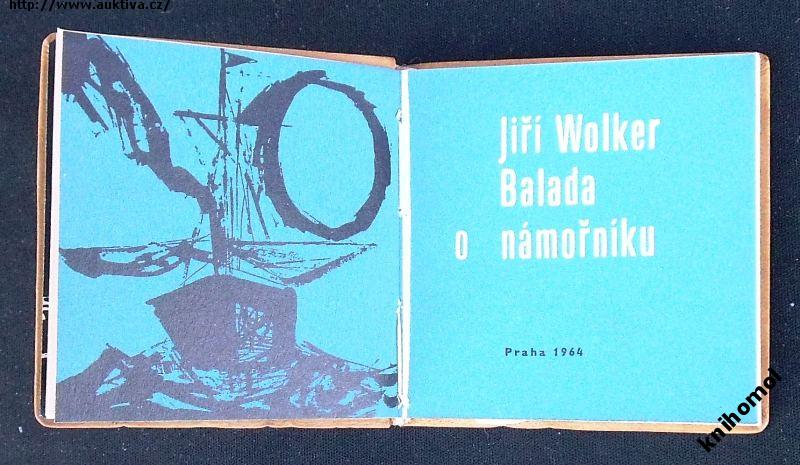 http://www.auktiva.cz/
Jiří Wolker
Balada
o námořníku
Praha 1964
knihomol